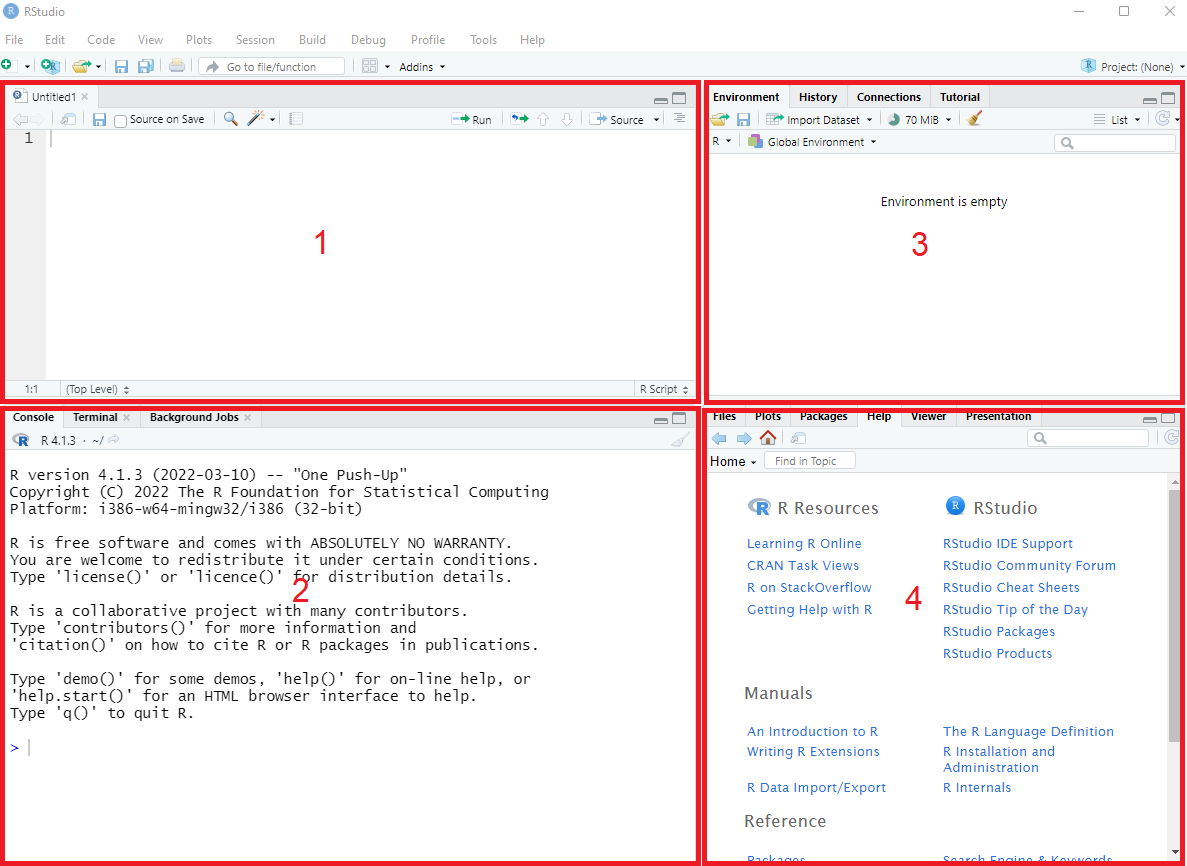 RStudio
File Edit Code View Plots Session Build Debug Profile Tools Help
Go to file/function Addins Project: (None)
Untitled1
Source on Save Run Source
1
1
1:1 (Top Level) R Script
Console Terminal Background Jobs
R 4.1.3 · ~/
R version 4.1.3 (2022-03-10) -- "One Push-Up"
Copyright (C) 2022 The R Foundation for Statistical Computing
Platform: i386-w64-mingw32/i386 (32-bit)
R is free software and comes with ABSOLUTELY NO WARRANTY.
You are welcome to redistribute it under certain conditions.
Type 'license()' or 'licence()' for distribution details.
2
R is a collaborative project with many contributors.
Type 'contributors()' for more information and
'citation()' on how to cite R or R packages in publications.
Type 'demo()' for some demos, 'help()' for on-line help, or
'help.start()' for an HTML browser interface to help.
Type 'q()' to quit R.
>
Environment History Connections Tutorial
Import Dataset 70 MiB List
R Global Environment
Environment is empty
3
Files Plots Packages Help Viewer Presentation
Home Find in Topic
R Resources RStudio
Learning R Online RStudio IDE Support
CRAN Task Views RStudio Community Forum
R on StackOverflow RStudio Cheat Sheets
4
Getting Help with R RStudio Tip of the Day
RStudio Packages
RStudio Products
Manuals
An Introduction to R The R Language Definition
Writing R Extensions R Installation and
Administration
R Data Import/Export R Internals
Reference
Packages Search Engine & Keywords